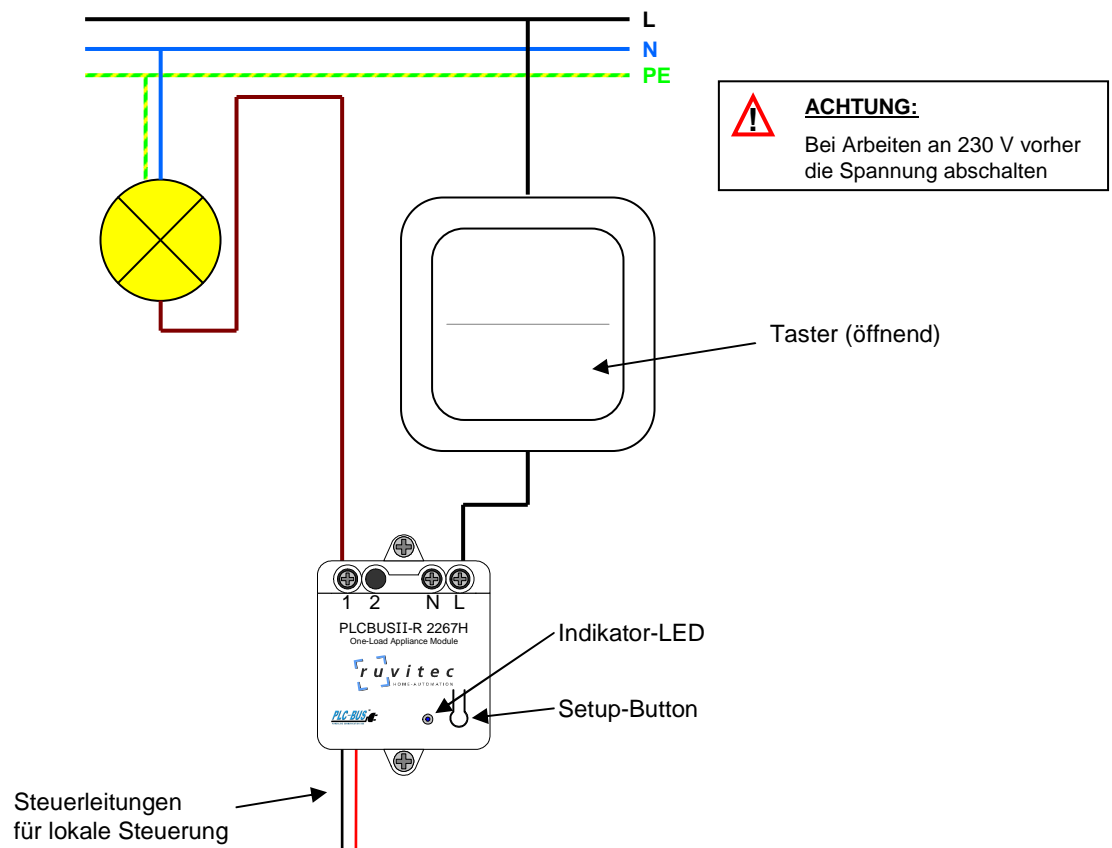 L
N
PE
ACHTUNG:
!
Bei Arbeiten an 230 V vorher
die Spannung abschalten
Taster (öffnend)
1 2 N L
PLCBUSII-R 2267H
One-Load Appliance Module
ruvitec
HOME-AUTOMATION
PLC-BUS
Indikator-LED
Setup-Button
Steuerleitungen
für lokale Steuerung